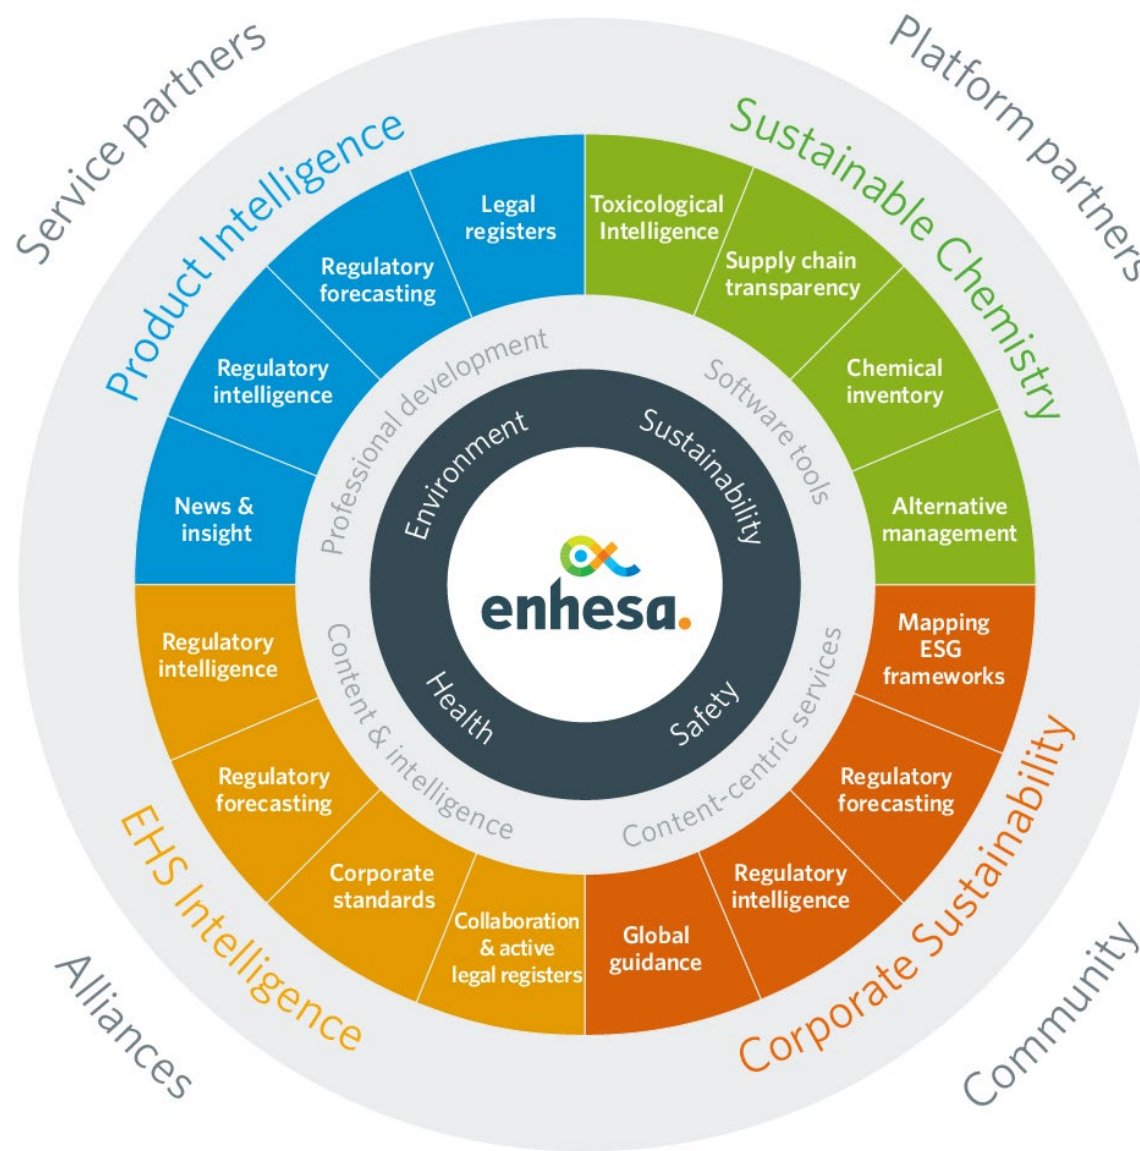 Service partners
Platform partners
Product Intelligence
Sustainable Chemistry
Legal
registers
Toxicological
Intelligence
Regulatory
forecasting
Supply chain
transparency
Regulatory
intelligence
Chemical
inventory
News &
insight
Alternative
management
Professional development
Software tools
Environment
Sustainability
enhesa.
Health
Safety
Content & intelligence
Content-centric services
Regulatory
intelligence
Mapping
ESG
frameworks
Regulatory
forecasting
Regulatory
forecasting
Corporate
standards
Regulatory
intelligence
Collaboration
& active
legal registers
Global
guidance
EHS Intelligence
Corporate Sustainability
Alliances
Community